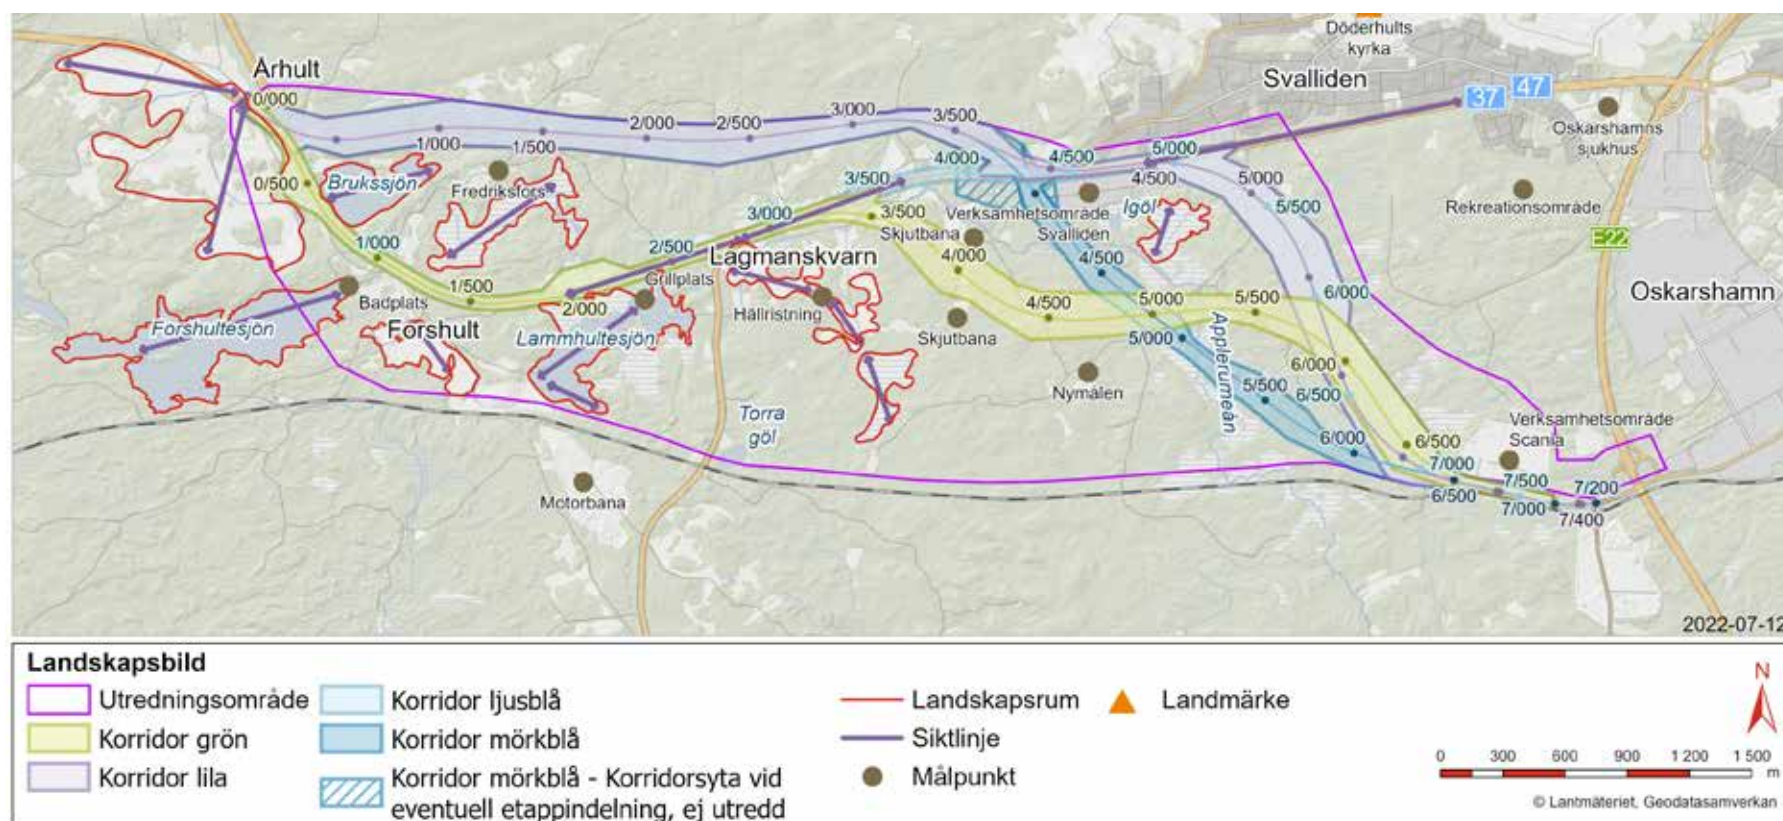 Döderhults
kyrka
Århult
Svalliden
37
47
0/000
3/000
3/500
2/000
2/500
1/000
1/500
Oskarshamns
sjukhus
4/000
4/500
5/000
0/500
Brukssjön
Fredriksfors
3/500
4/500
5/000
5/500
Igöl
Rekreationsområde
3/000
3/500
Verksamhetsområde
Svalliden
Skjutbana
E22
1/000
2/500
Lagmanskvarn
4/000
4/500
Badplats
1/500
Grillplats
2/000
Hällristning
4/500
5/000
5/500
6/000
Oskarshamn
Forshultesjön
Forshult
Lammhultesjön
Skjutbana
5/000
Applerumeån
6/000
Nymålen
5/500
6/500
Torra
göl
6/000
6/500
Verksamhetsområde
Scania
7/000
7/500
7/200
Motorbana
6/500
7/000
7/400
2022-07-12
Landskapsbild
Utredningsområde
Korridor grön
Korridor lila
Korridor ljusblå
Korridor mörkblå
Korridor mörkblå - Korridorsyta vid
eventuell etappindelning, ej utredd
Landskapsrum
Siktlinje
Målpunkt
Landmärke
N
0 300 600 900 1200 1 500
m
© Lantmäteriet, Geodatasamverkan